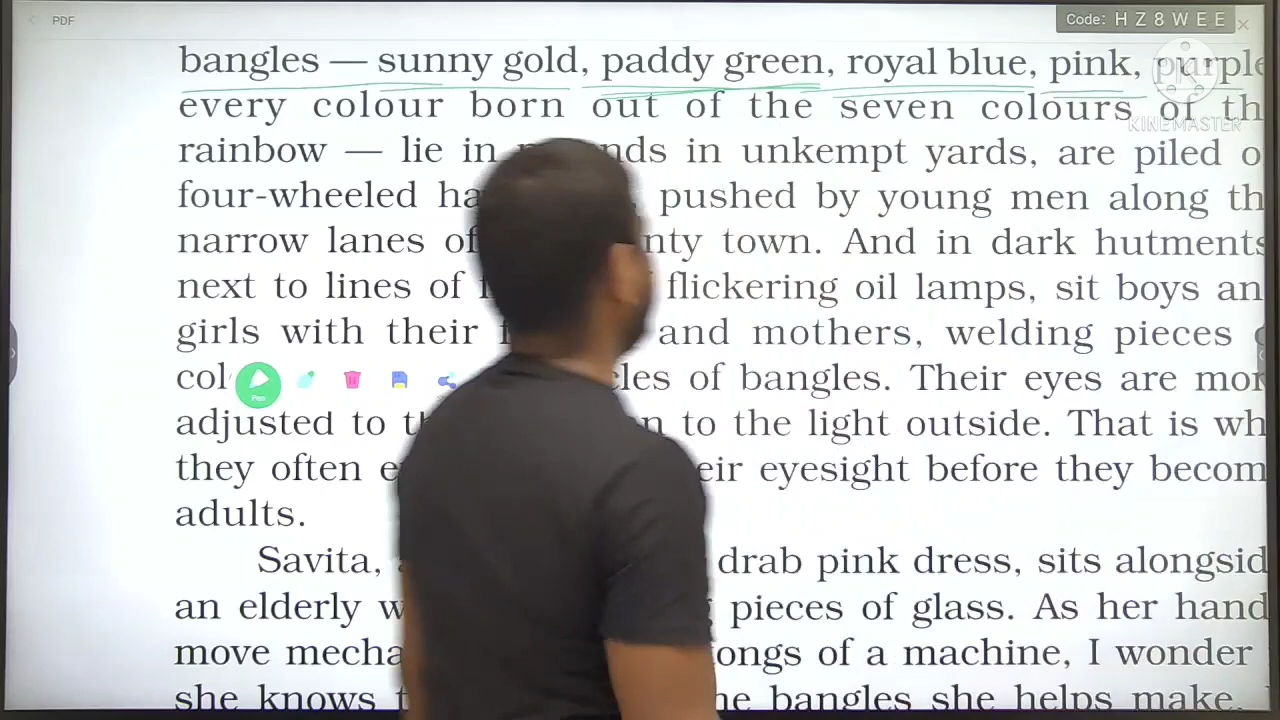 PDF
Code: HZ8WEE
bangles — sunny gold, paddy green, royal blue, pink, purple
KINEMASTER
every colour born out of the seven colours of th
rainbow — lie in nds in unkempt yards, are piled o
four-wheeled ha pushed by young men along th
narrow lanes of nty town. And in dark hutments
next to lines of flickering oil lamps, sit boys an
girls with their and mothers, welding pieces
col cles of bangles. Their eyes are mor
Pen
adjusted to n to the light outside. That is wh
they often eir eyesight before they becom
adults.
Savita, drab pink dress, sits alongsid
an elderly pieces of glass. As her hand
move mecha ongs of a machine, I wonder
she knows he bangles she helps make.